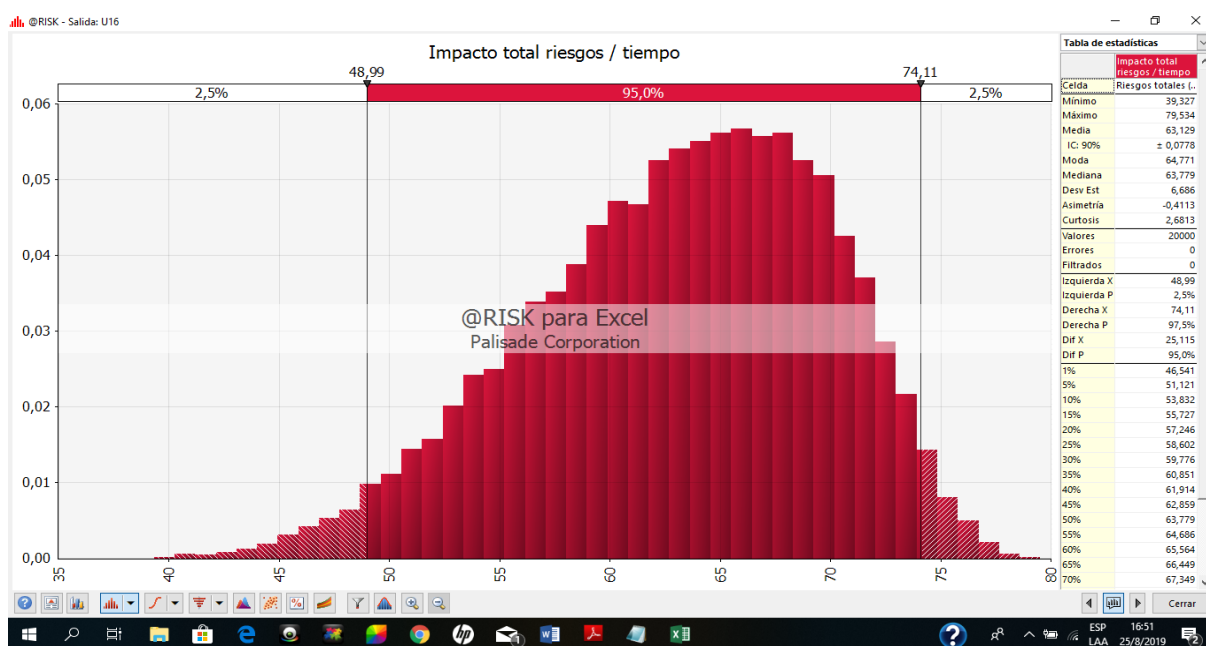 @RISK - Salida: U16
Impacto total riesgos / tiempo
48,99 74,11
2,5% 95,0% 2,5%
0,06
0,05
0,04
0,03
0,02
0,01
0,00
35 40 45 50 55 60 65 70 75 80
@RISK para Excel
Palisade Corporation
Tabla de estadísticas
Impacto total
riesgos / tiempo
Celda Riesgos totales (..
Mínimo 39,327
Máximo 79,534
Media 63,129
IC: 90% ± 0,0778
Moda 64,771
Mediana 63,779
Desv Est 6,686
Asimetría -0,4113
Curtosis 2,6813
Valores 20000
Errores 0
Filtrados 0
Izquierda X 48,99
Izquierda P 2,5%
Derecha X 74,11
Derecha P 97,5%
Dif X 25,115
Dif P 95,0%
1% 46,541
5% 51,121
10% 53,832
15% 55,727
20% 57,246
25% 58,602
30% 59,776
35% 60,851
40% 61,914
45% 62,859
50% 63,779
55% 64,686
60% 65,564
65% 66,449
70% 67,349
Cerrar
ESP 16:51
LAA 25/8/2019